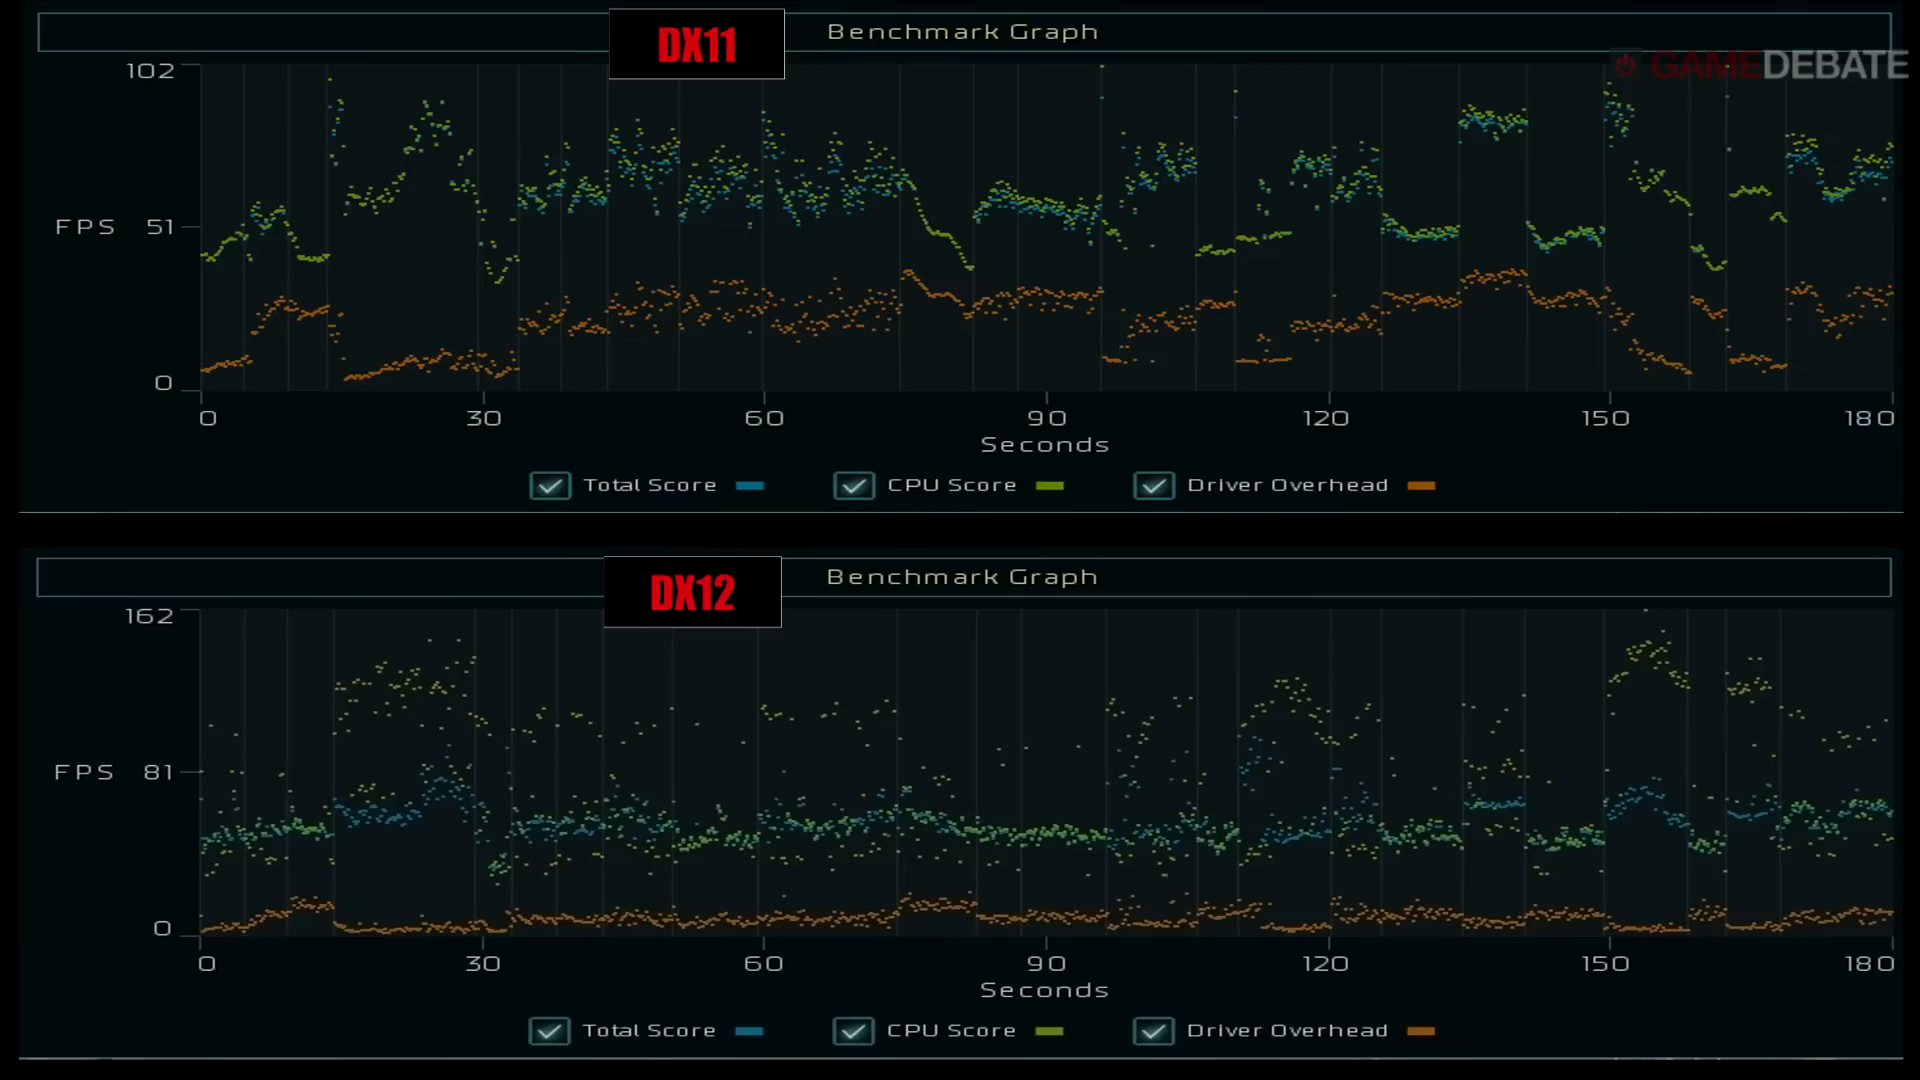 DX11
Benchmark Graph
GAMEDEBATE
102
FPS 51
0
0 30 60 90 120 150 180
Seconds
Total Score CPU Score Driver Overhead
DX12
Benchmark Graph
162
FPS 81
0
0 30 60 90 120 150 180
Seconds
Total Score CPU Score Driver Overhead